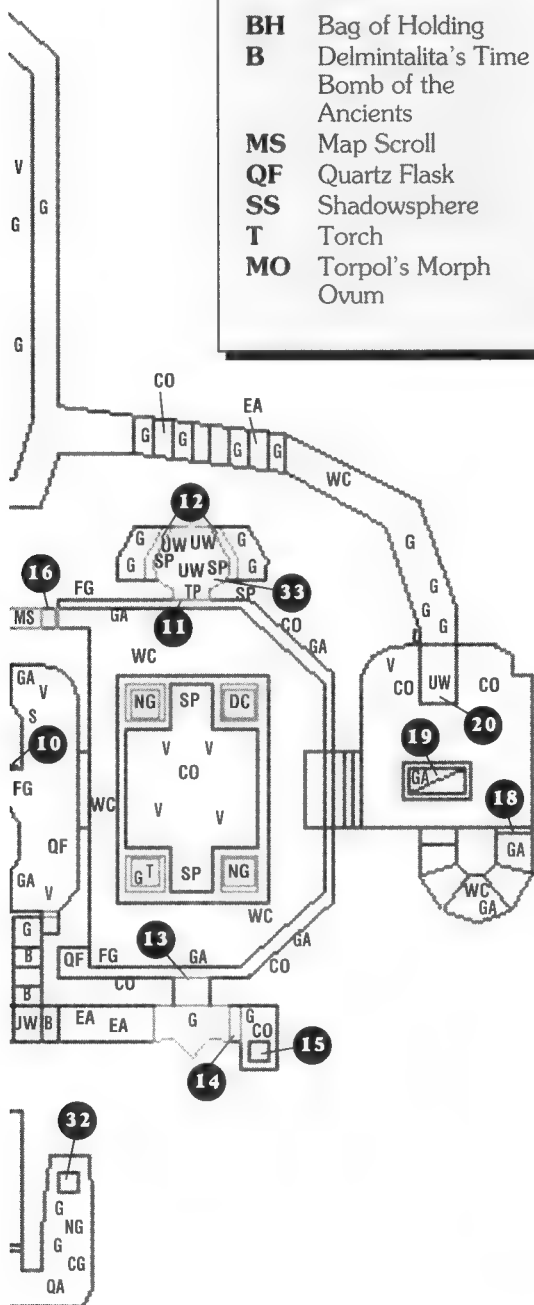 BH Bag of Holding
B Delmintalita's Time
Bomb of the
Ancients
MS Map Scroll
QF Quartz Flask
SS Shadowsphere
T Torch
MO Torpol's Morph
Ovum
V
G
G
G
CO
EA
G G G G
WC
12
G UW UW G
G SP UW SP G
33
16
FG TP SP
MS GA 11 CO
GA
WC
G
G
G
G
V
CO UW CO
20
GA
V
S
10
FG
NG SP DC
V V
CO
WC
V V
19
GA
18
GA
QF
GA
V
G T SP NG
WC
WC
GA
G
B
B
13
QF FG GA GA
CO CO
UW B EA EA G G
CO
15
14
32
G
NG
G
CG
QA